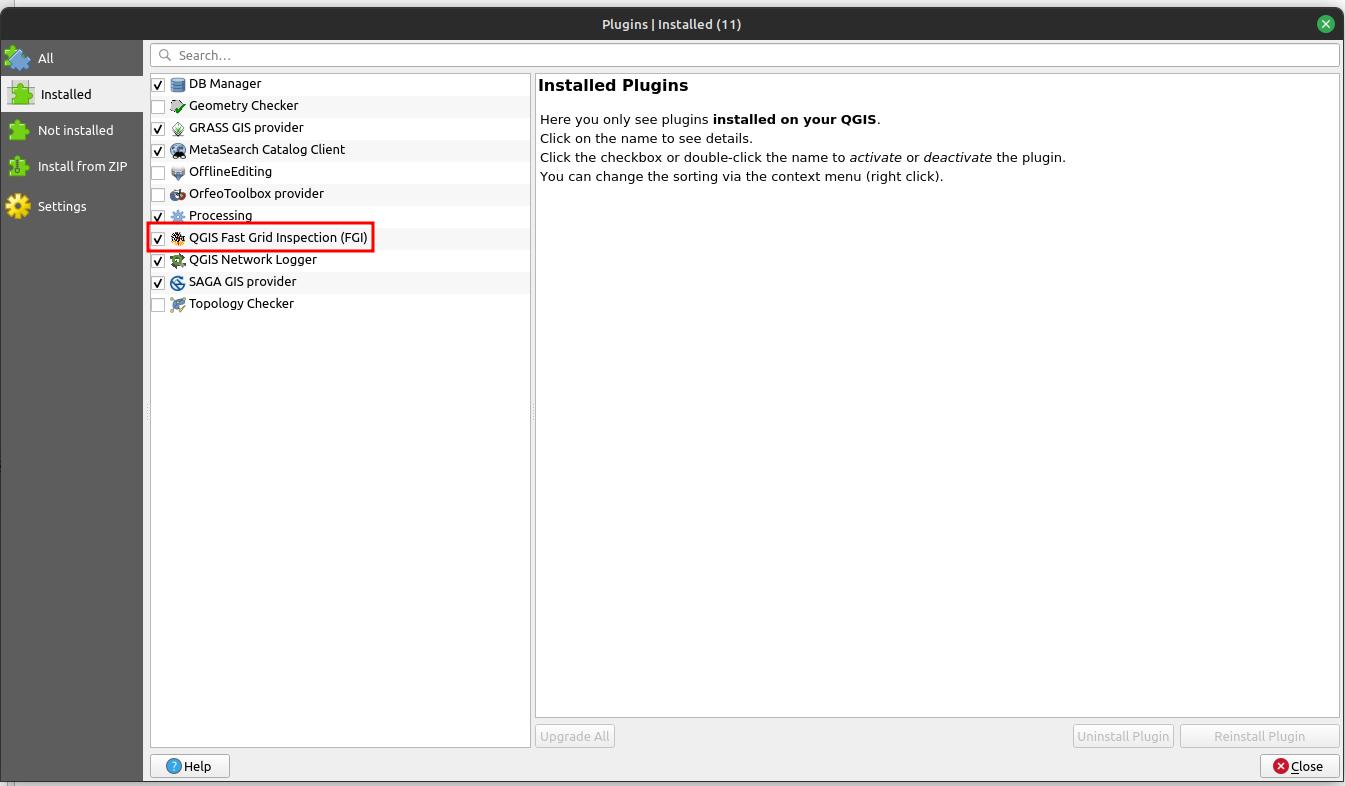 Plugins | Installed (11)
All
Installed
Not installed
Install from ZIP
Settings
Search...
DB Manager
Geometry Checker
GRASS GIS provider
MetaSearch Catalog Client
OfflineEditing
OrfeoToolbox provider
Processing
QGIS Fast Grid Inspection (FGI)
QGIS Network Logger
SAGA GIS provider
Topology Checker
Installed Plugins
Here you only see plugins installed on your QGIS.
Click on the name to see details.
Click the checkbox or double-click the name to activate or deactivate the plugin.
You can change the sorting via the context menu (right click).
Upgrade All
Uninstall Plugin
Reinstall Plugin
Help
Close